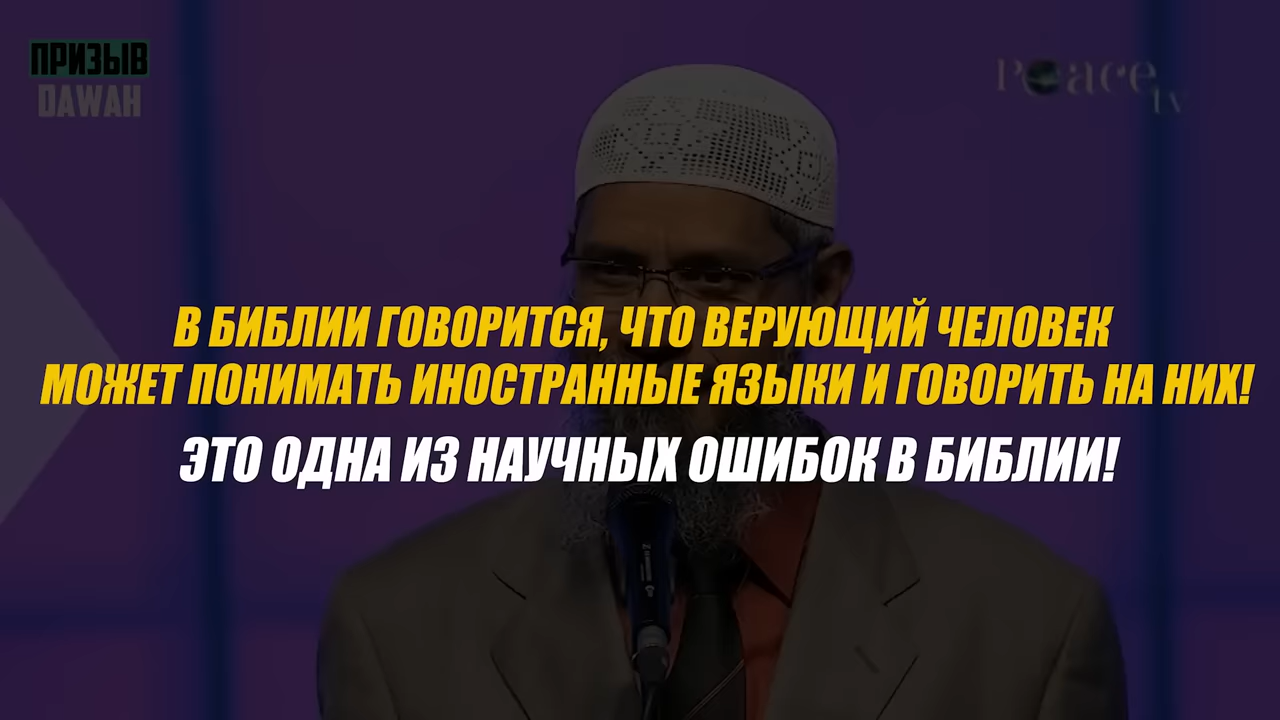 ПРИЗЫВ
DAWAH
Peace
tv
В БИБЛИИ ГОВОРИТСЯ, ЧТО ВЕРУЮЩИЙ ЧЕЛОВЕК
МОЖЕТ ПОНИМАТЬ ИНОСТРАННЫЕ ЯЗЫКИ И ГОВОРИТЬ НА НИХ!
ЭТО ОДНА ИЗ НАУЧНЫХ ОШИБОК В БИБЛИИ!